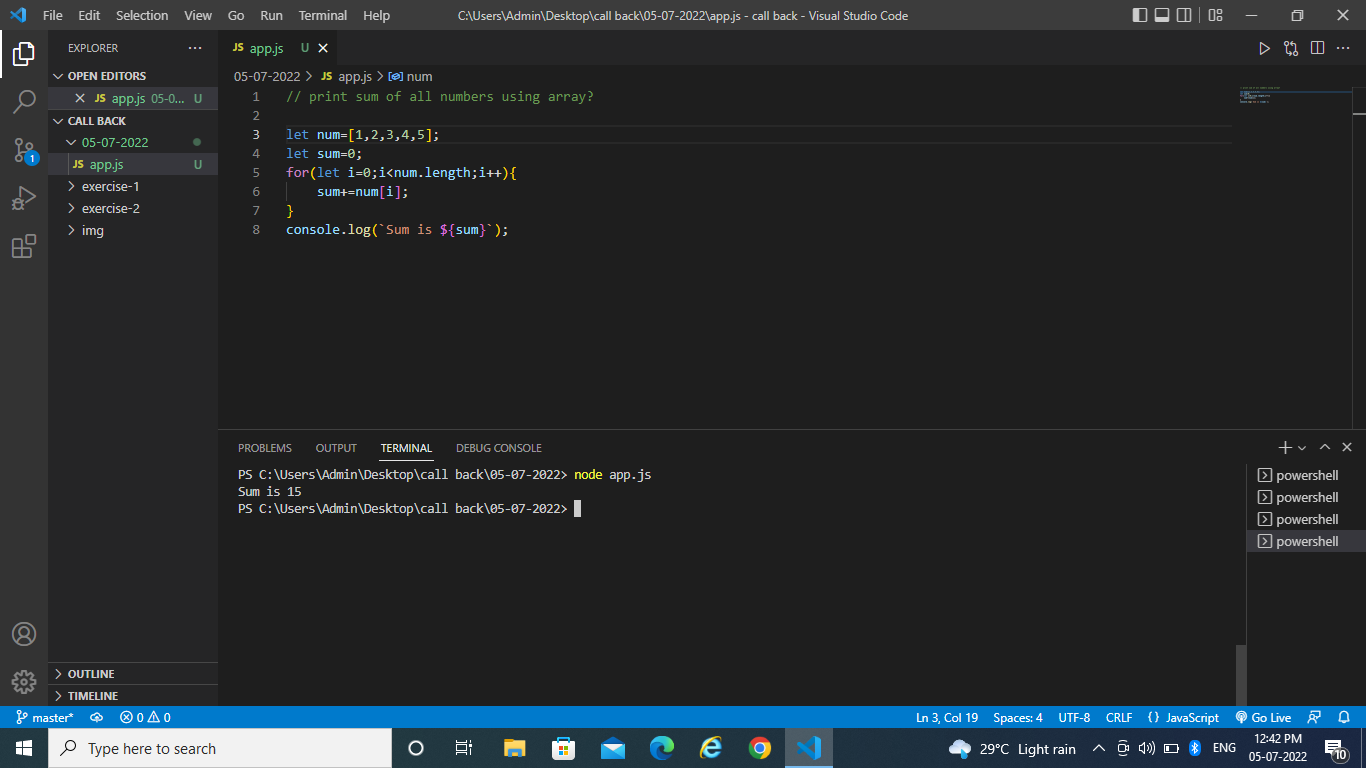 File Edit Selection View Go Run Terminal Help
C:\Users\Admin\Desktop\call back\05-07-2022\app.js - call back - Visual Studio Code
EXPLORER
OPEN EDITORS
JS app.js 05-0... U
CALL BACK
05-07-2022
JS app.js U
exercise-1
exercise-2
img
1
OUTLINE
TIMELINE
JS app.js U
05-07-2022 > JS app.js > num
1 // print sum of all numbers using array?
2
3 let num=[1,2,3,4,5];
4 let sum=0;
5 for(let i=0;i<num.length;i++){
6     sum+=num[i];
7 }
8 console.log(`Sum is ${sum}`);
PROBLEMS OUTPUT TERMINAL DEBUG CONSOLE
PS C:\Users\Admin\Desktop\call back\05-07-2022> node app.js
Sum is 15
PS C:\Users\Admin\Desktop\call back\05-07-2022>
powershell
powershell
powershell
powershell
master* 0 0 Ln 3, Col 19 Spaces: 4 UTF-8 CRLF {} JavaScript Go Live
Type here to search
29°C Light rain ENG
12:42 PM
05-07-2022
10